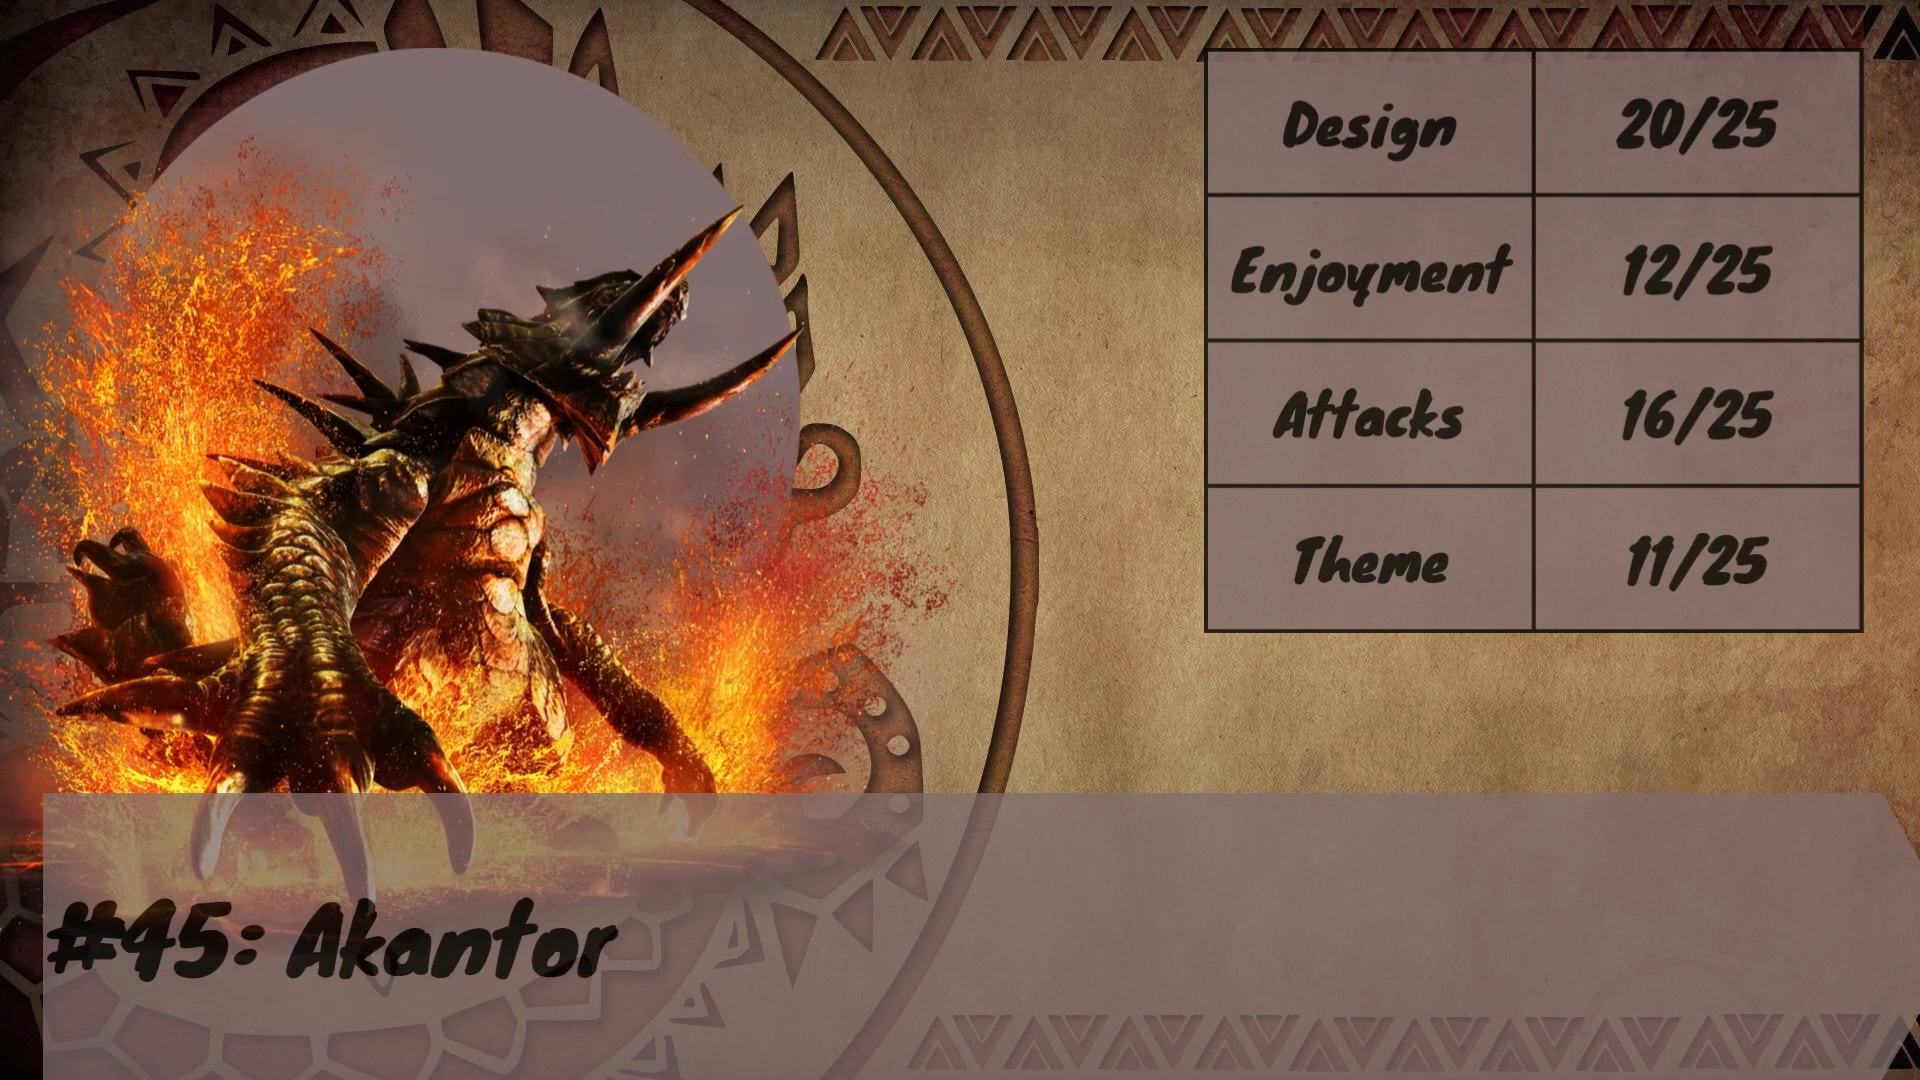 Design 20/25
Enjoyment 12/25
Attacks 16/25
Theme 11/25
#45: Akantor